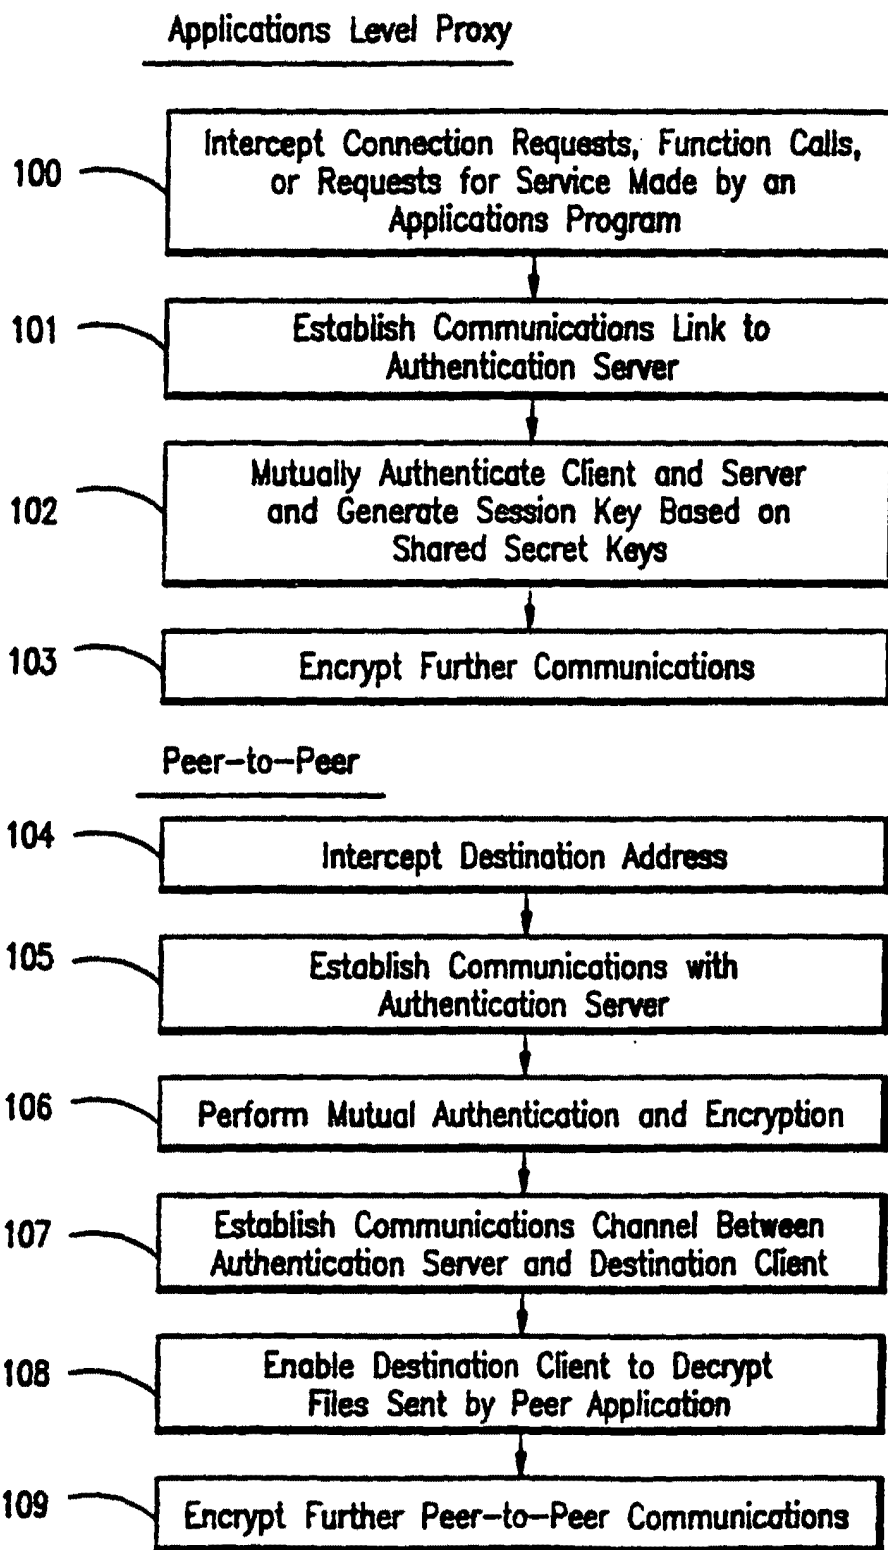 Applications Level Proxy
100
Intercept Connection Requests, Function Calls,
or Requests for Service Made by an
Applications Program
101
Establish Communications Link to
Authentication Server
102
Mutually Authenticate Client and Server
and Generate Session Key Based on
Shared Secret Keys
103
Encrypt Further Communications
Peer-to-Peer
104
Intercept Destination Address
105
Establish Communications with
Authentication Server
106
Perform Mutual Authentication and Encryption
107
Establish Communications Channel Between
Authentication Server and Destination Client
108
Enable Destination Client to Decrypt
Files Sent by Peer Application
109
Encrypt Further Peer-to-Peer Communications